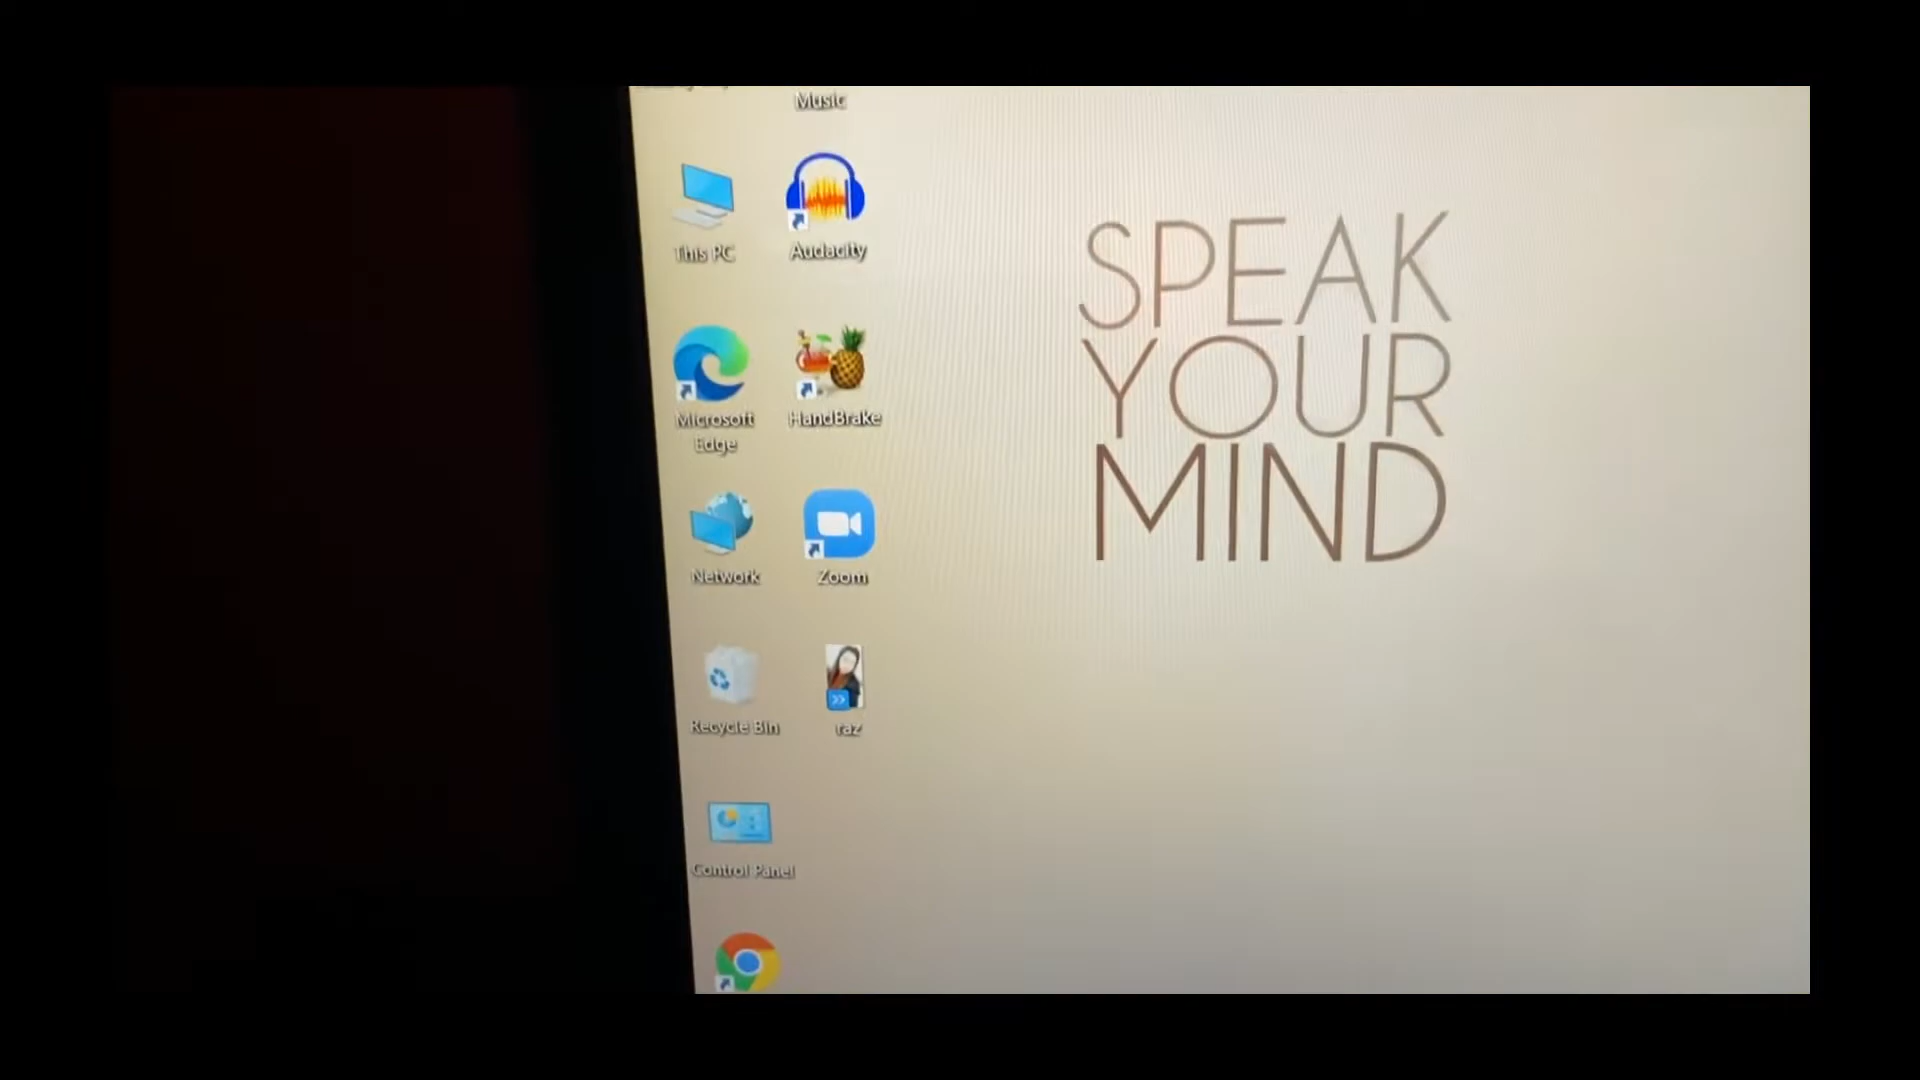 Music
This PC
Audacity
Microsoft
Edge
HandBrake
Network
Zoom
Recycle Bin
raz
Control Panel
SPEAK
YOUR
MIND